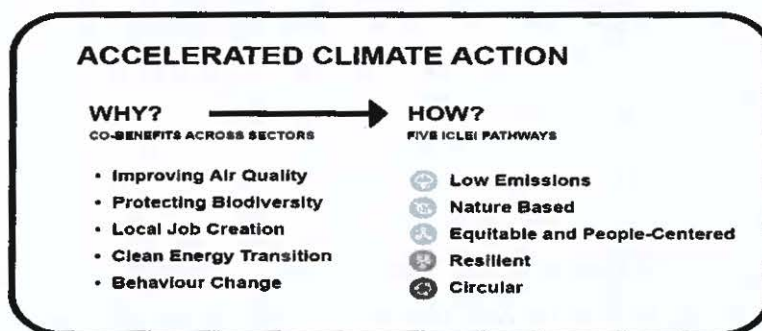 ACCELERATED CLIMATE ACTION
WHY?
CO-BENEFITS ACROSS SECTORS
• Improving Air Quality
• Protecting Biodiversity
• Local Job Creation
• Clean Energy Transition
• Behaviour Change
HOW?
FIVE ICLEI PATHWAYS
Low Emissions
Nature Based
Equitable and People-Centered
Resilient
Circular